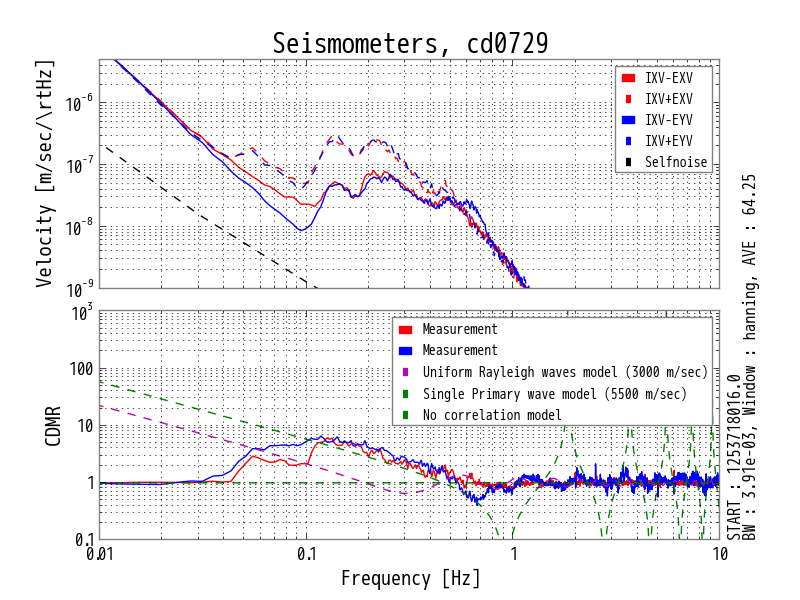 Seismometers, cd0729
Velocity [m/sec/\rtHz]
10-6
10-7
10-8
10-9
IXV-EXV
IXV+EXV
IXV-EYV
IXV+EYV
Selfnoise
CDMR
103
100
10
1
0.1
Measurement
Measurement
Uniform Rayleigh waves model (3000 m/sec)
Single Primary wave model (5500 m/sec)
No correlation model
0.01
0.1
1
10
Frequency [Hz]
START : 1253718016.0
BW : 3.91e-03, Window : hanning, AVE : 64.25